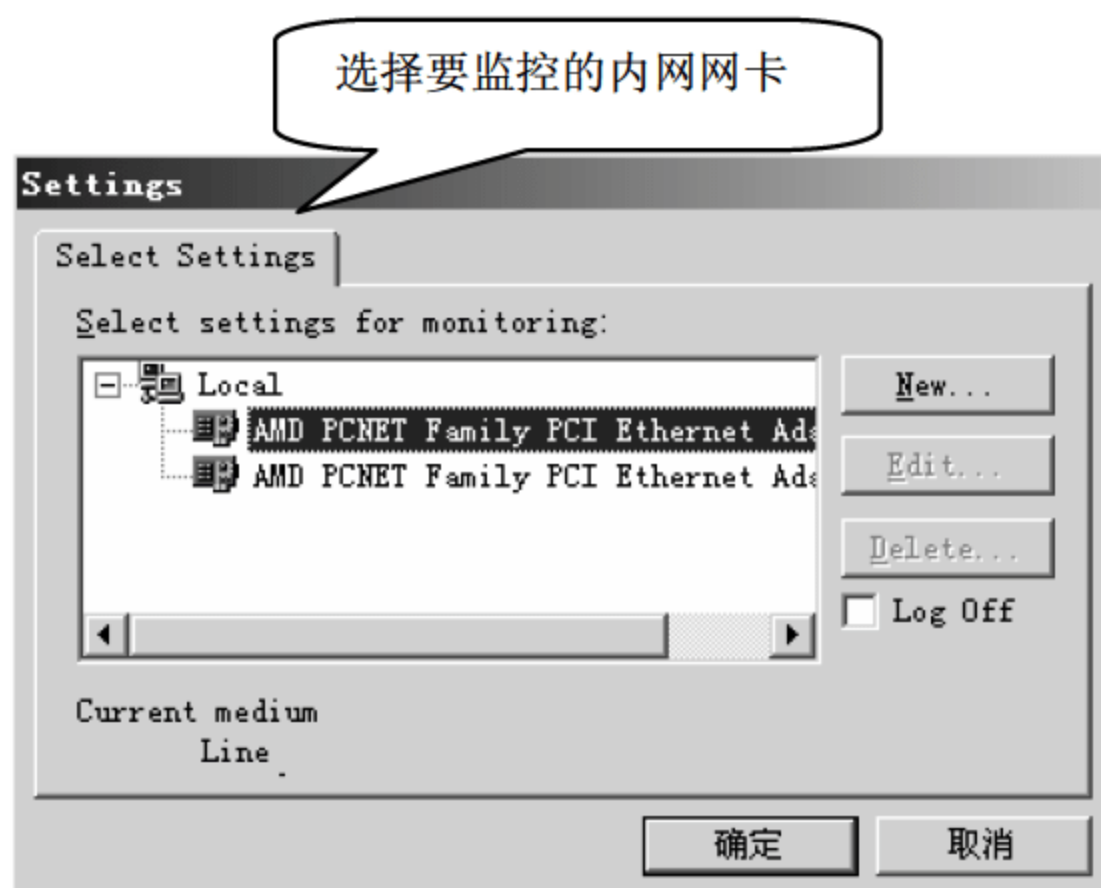 选择要监控的内网网卡
Settings
Select Settings
Select settings for monitoring:
Local
New...
AMD PCNET Family PCI Ethernet
AMD PCNET Family PCI Ethernet
Edit...
Delete...
Log Off
Current medium
Line
确定
取消